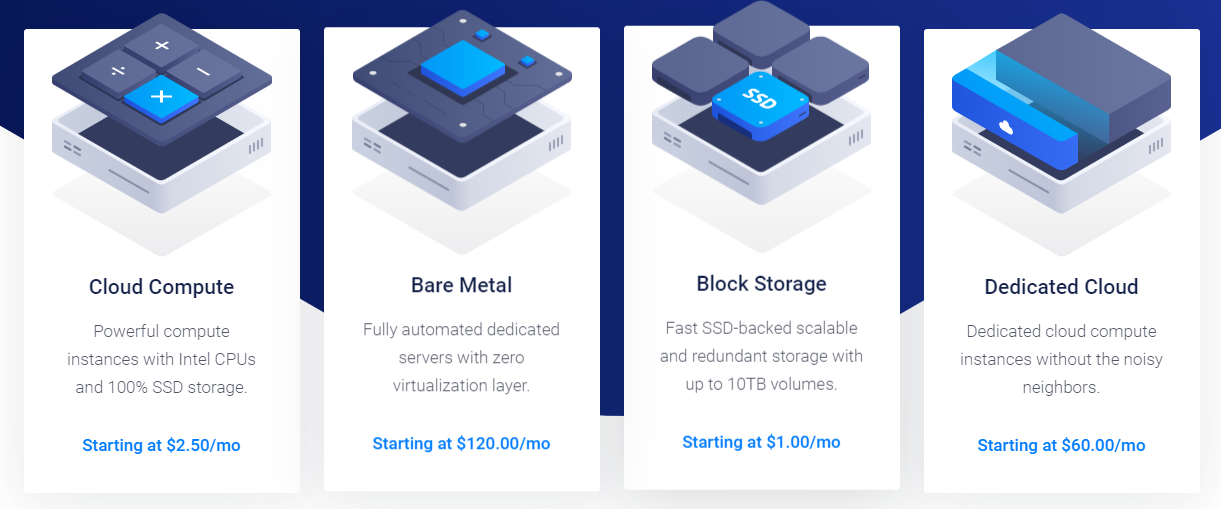 Cloud Compute
Powerful compute
instances with Intel CPUs
and 100% SSD storage.
Starting at $2.50/mo
Bare Metal
Fully automated dedicated
servers with zero
virtualization layer.
Starting at $120.00/mo
SSD
Block Storage
Fast SSD-backed scalable
and redundant storage with
up to 10TB volumes.
Starting at $1.00/mo
Dedicated Cloud
Dedicated cloud compute
instances without the noisy
neighbors.
Starting at $60.00/mo